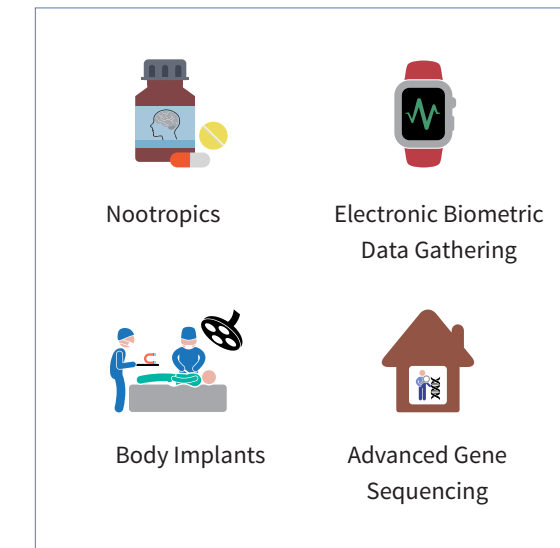 Nootropics
Electronic Biometric
Data Gathering
Body Implants
Advanced Gene
Sequencing